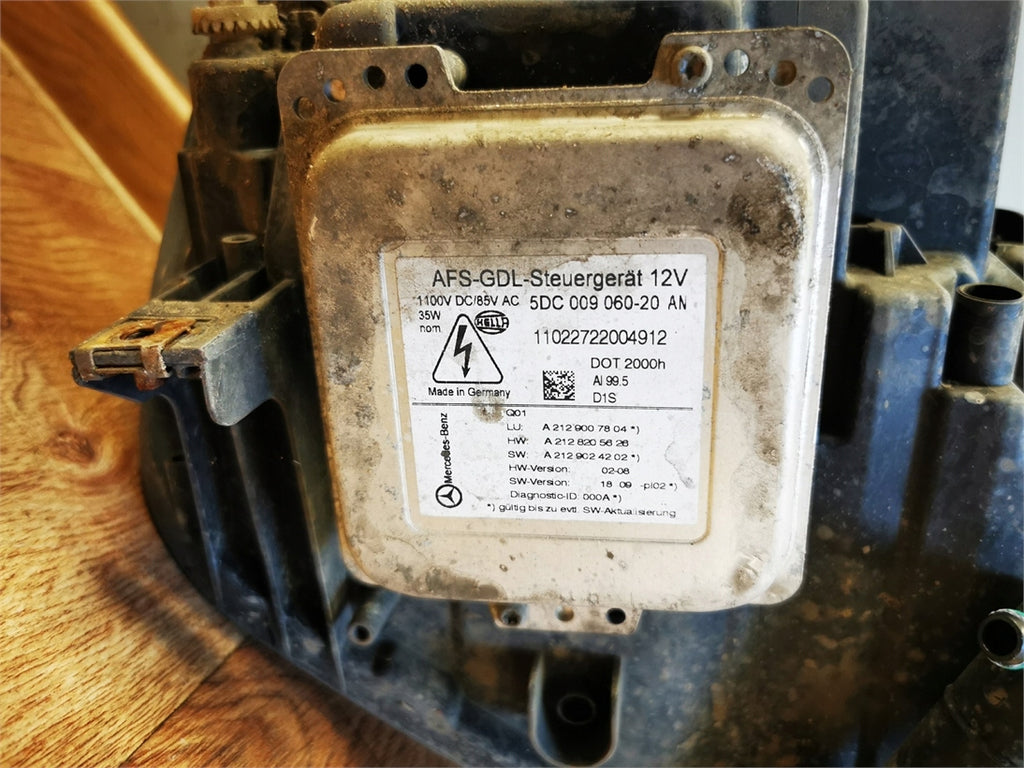 AFS-GDL-Steuergerät 12V
1100V DC/85V AC 5DC 009 060-20 AN
35W
nom.
HELLA
11022722004912
DOT 2000h
Al 99.5
Made in Germany
D1S
Mercedes-Benz
Q01
LU: A 212 900 78 04 *)
HW: A 212 820 56 26
SW: A 212 902 42 02 *)
HW-Version: 02-08
SW-Version: 18 09 -pl02 *)
Diagnostic-ID: 000A *)
*) gültig bis zu evtl. SW-Aktualisierung